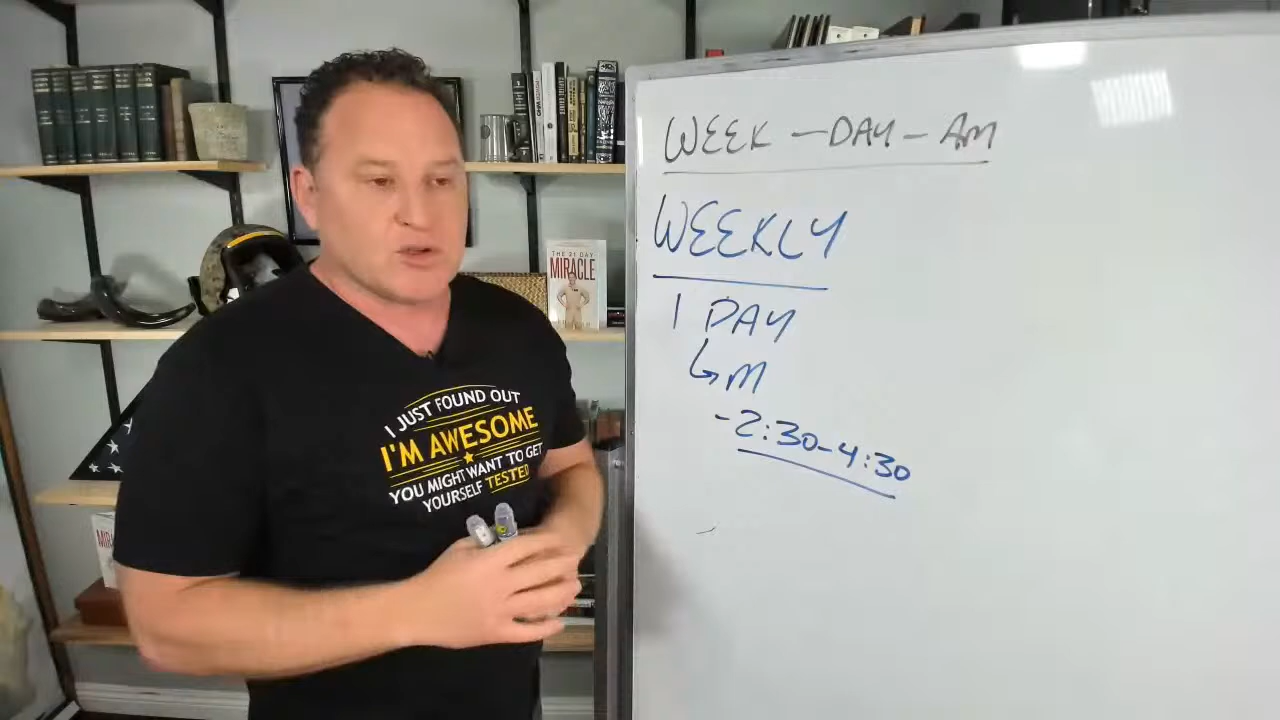 WEEK - DAY - AM
WEEKLY
1 DAY
↳ M
- 2:30 - 4:30
I JUST FOUND OUT
I'M AWESOME
YOU MIGHT WANT TO GET
YOURSELF TESTED
THE 21 DAY
MIRACLE